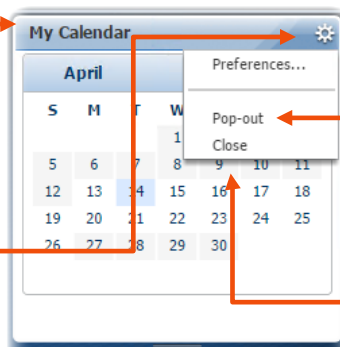 My Calendar
April
Preferences...
Pop-out
Close
S M T W
1
5 6 7 8 9 10 11
12 13 14 15 16 17 18
19 20 21 22 23 24 25
26 27 28 29 30